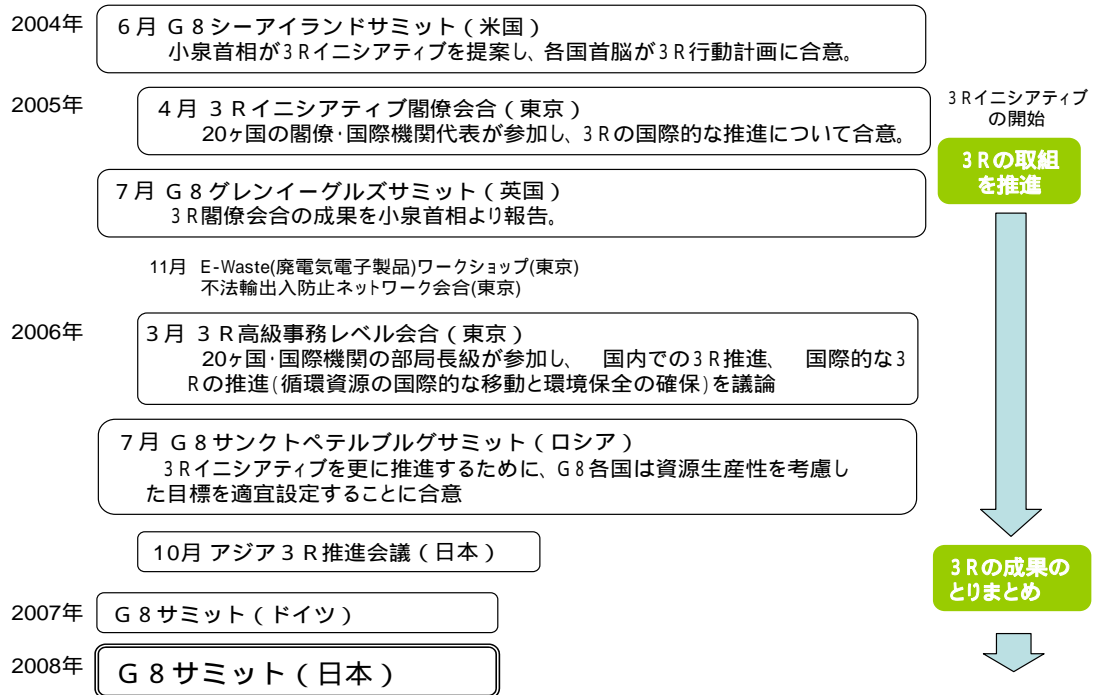 2004年
６月 Ｇ８シーアイランドサミット（米国）
小泉首相が3Rイニシアティブを提案し、各国首脳が3R行動計画に合意。
2005年
４月 ３Ｒイニシアティブ閣僚会合（東京）
20ヶ国の閣僚・国際機関代表が参加し、3Rの国際的な推進について合意。
3Rイニシアティブ
の開始
3Rの取組
を推進
７月 Ｇ８グレンイーグルズサミット（英国）
3R閣僚会合の成果を小泉首相より報告。
11月 E-Waste(廃電気電子製品)ワークショップ(東京)
不法輸出入防止ネットワーク会合(東京)
2006年
３月 ３Ｒ高級事務レベル会合（東京）
20ヶ国・国際機関の部局長級が参加し、　国内での3R推進、　国際的な3
Rの推進(循環資源の国際的な移動と環境保全の確保)を議論
７月 Ｇ８サンクトペテルブルグサミット（ロシア）
3Rイニシアティブを更に推進するために、G8各国は資源生産性を考慮し
た目標を適宜設定することに合意
10月 アジア３Ｒ推進会議（日本）
3Rの成果の
とりまとめ
2007年
Ｇ８サミット（ドイツ）
2008年
Ｇ８サミット（日本）